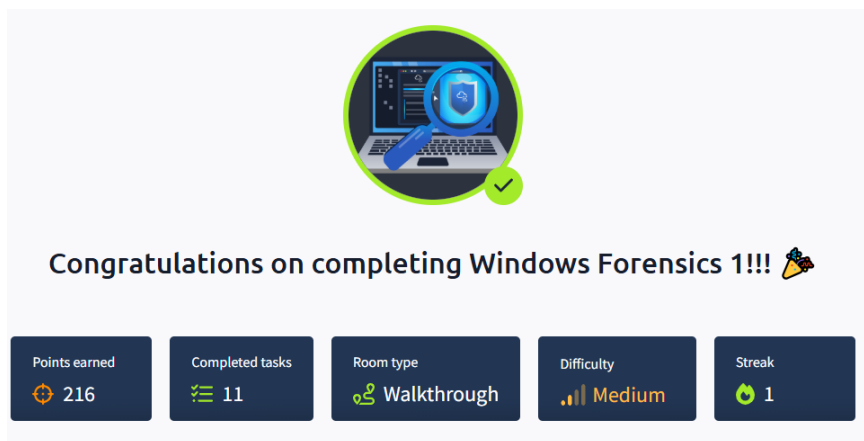 Congratulations on completing Windows Forensics 1!!! 🎉
Points earned
216
Completed tasks
11
Room type
Walkthrough
Difficulty
Medium
Streak
1